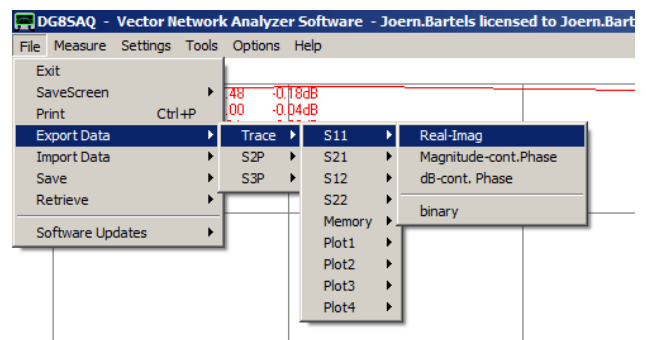 DG8SAQ - Vector Network Analyzer Software - Joern.Bartels licensed to Joern.Bart
File Measure Settings Tools Options Help
Exit
SaveScreen
.48 -0.18dB
Print Ctrl+P
.00 -0.04dB
Export Data
Trace
S11
Real-Imag
Import Data
S2P
S21
Magnitude-cont.Phase
Save
S3P
S12
dB-cont. Phase
Retrieve
S22
binary
Software Updates
Memory
Plot1
Plot2
Plot3
Plot4